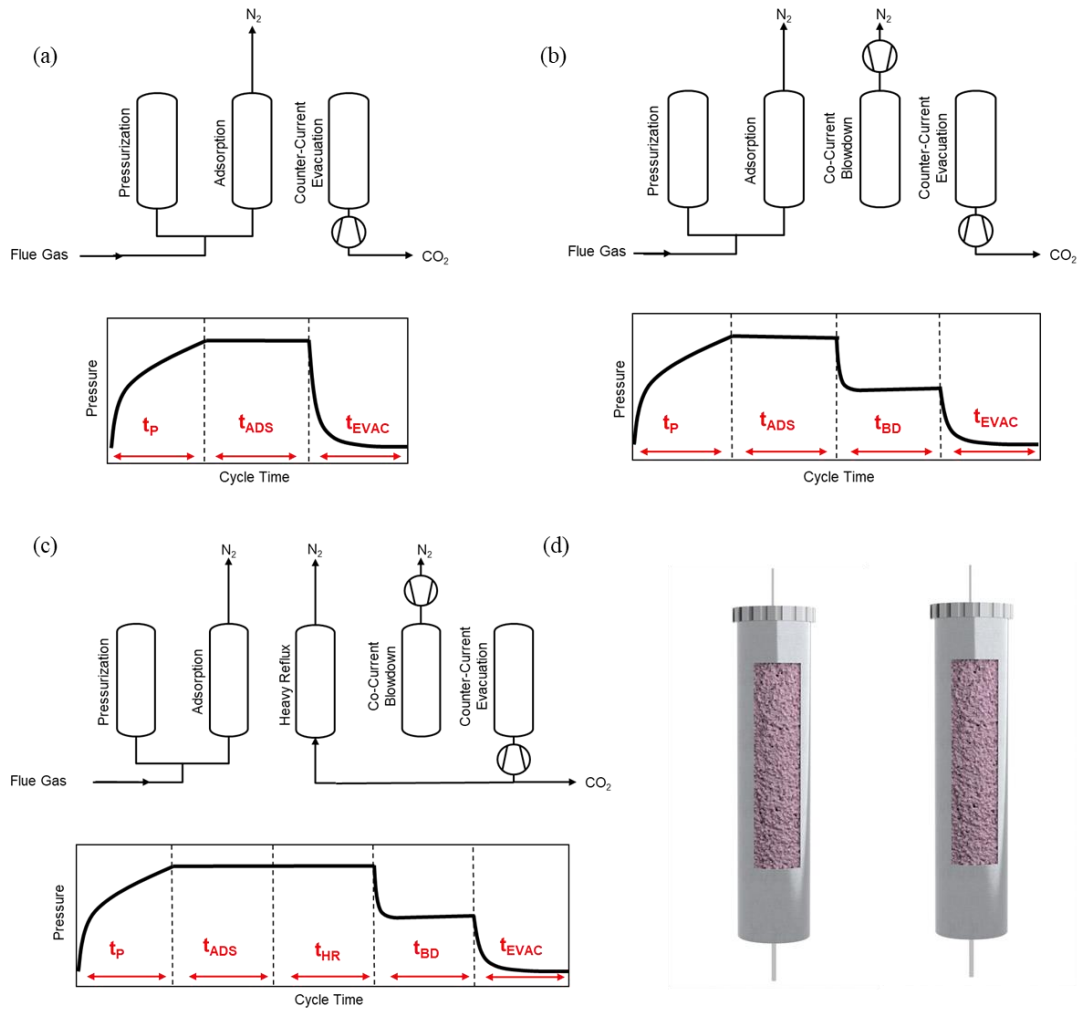 (a)
N₂
Pressurization
Adsorption
Counter-Current
Evacuation
Flue Gas
CO₂
Pressure
tP
tADS
tEVAC
Cycle Time
(b)
N₂
N₂
Pressurization
Adsorption
Co-Current
Blowdown
Counter-Current
Evacuation
Flue Gas
CO₂
Pressure
tP
tADS
tBD
tEVAC
Cycle Time
(c)
N₂
N₂
N₂
Pressurization
Adsorption
Heavy Reflux
Co-Current
Blowdown
Counter-Current
Evacuation
Flue Gas
CO₂
Pressure
tP
tADS
tHR
tBD
tEVAC
Cycle Time
(d)